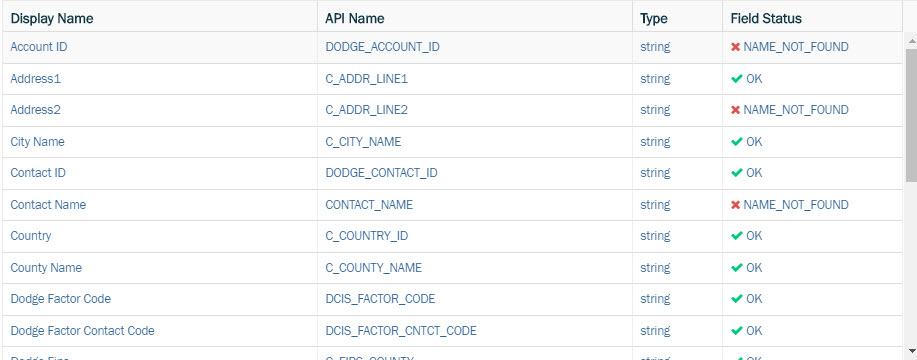 Display Name API Name Type Field Status
Account ID DODGE_ACCOUNT_ID string NAME_NOT_FOUND
Address1 C_ADDR_LINE1 string OK
Address2 C_ADDR_LINE2 string NAME_NOT_FOUND
City Name C_CITY_NAME string OK
Contact ID DODGE_CONTACT_ID string OK
Contact Name CONTACT_NAME string NAME_NOT_FOUND
Country C_COUNTRY_ID string OK
County Name C_COUNTY_NAME string OK
Dodge Factor Code DCIS_FACTOR_CODE string OK
Dodge Factor Contact Code DCIS_FACTOR_CNTCT_CODE string OK
Dodge Fips C_FIPS_COUNTY string OK